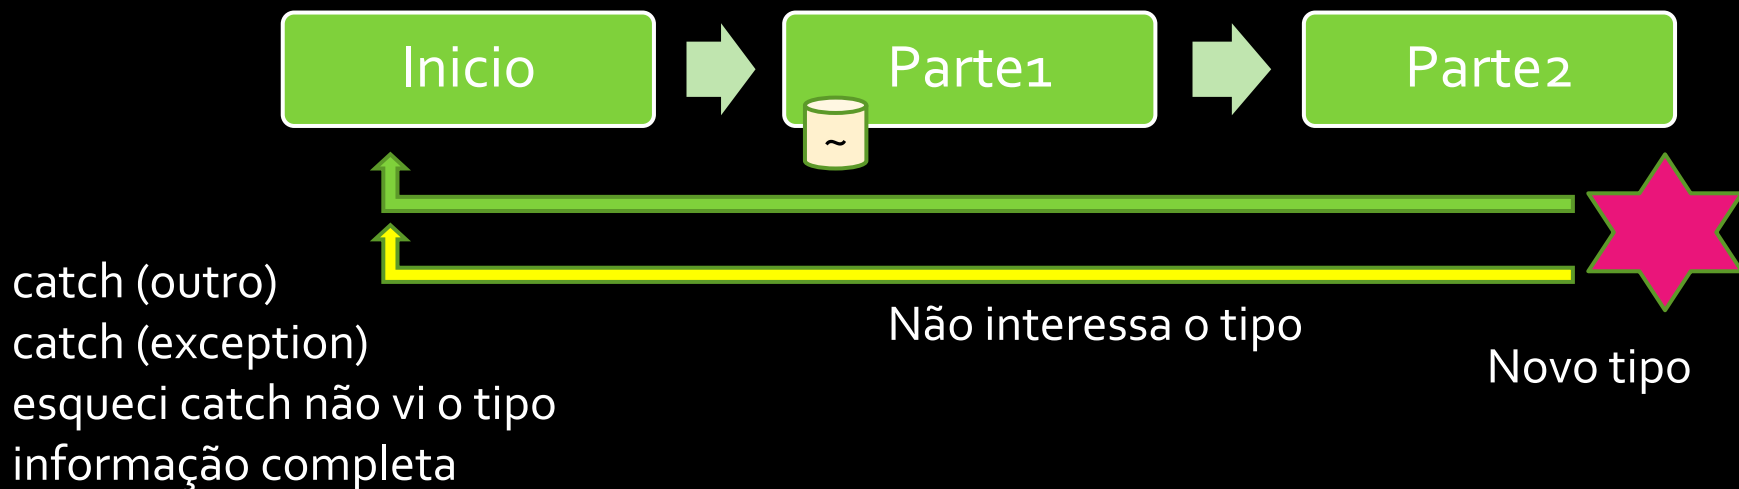 Inicio
Parte1
Parte2
~
catch (outro)
catch (exception)
esqueci catch não vi o tipo
informação completa
Não interessa o tipo
Novo tipo